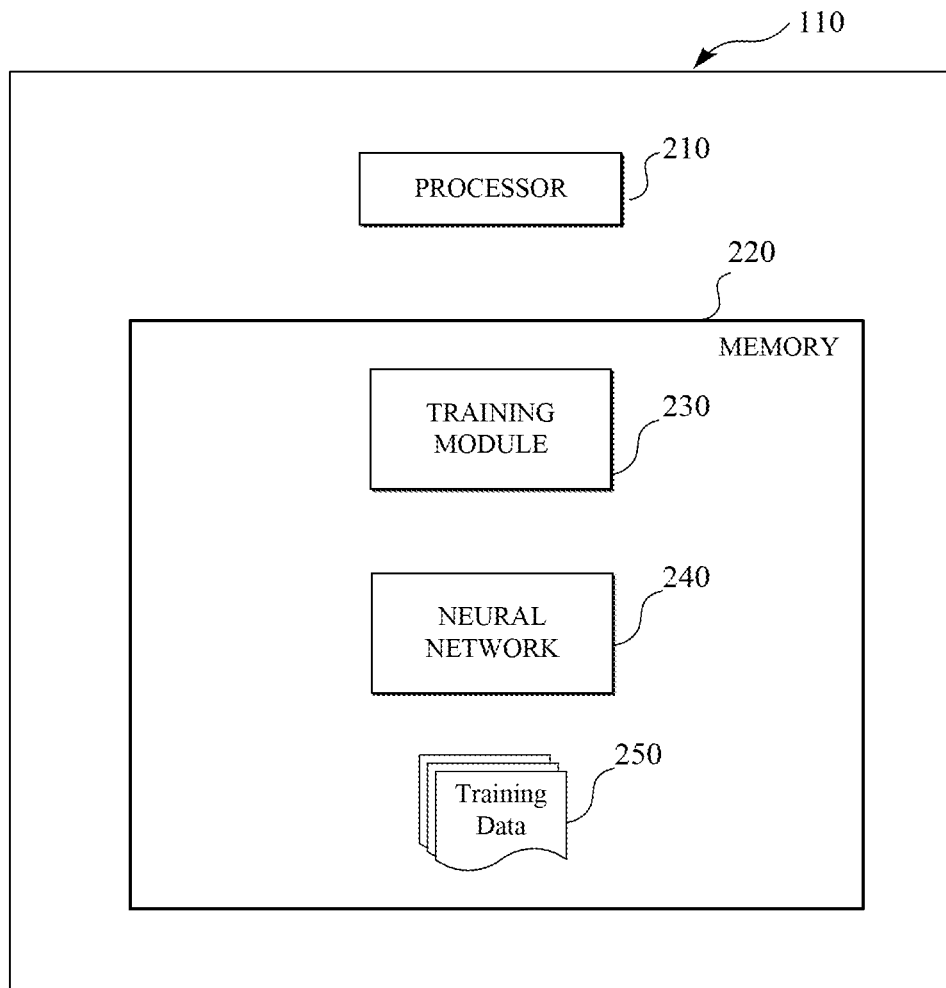 110
PROCESSOR
210
220
MEMORY
TRAINING
MODULE
230
NEURAL
NETWORK
240
Training
Data
250